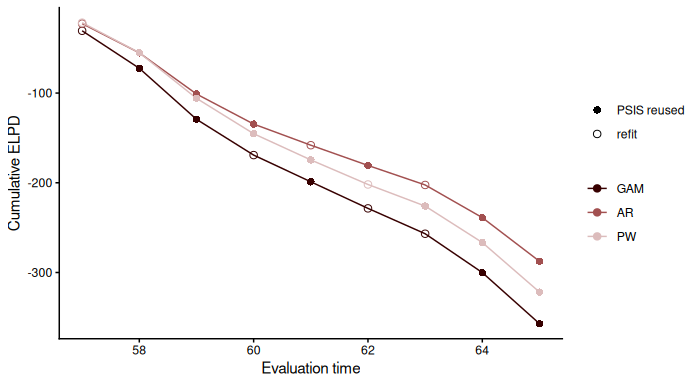 Cumulative ELPD
-100
-200
-300
58
60
62
64
Evaluation time
PSIS reused
refit
GAM
AR
PW